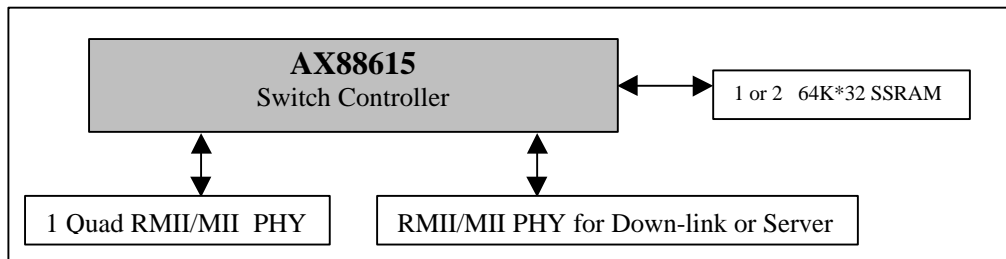 AX88615
Switch Controller
1 or 2 64K*32 SSRAM
1 Quad RMII/MII PHY
RMII/MII PHY for Down-link or Server